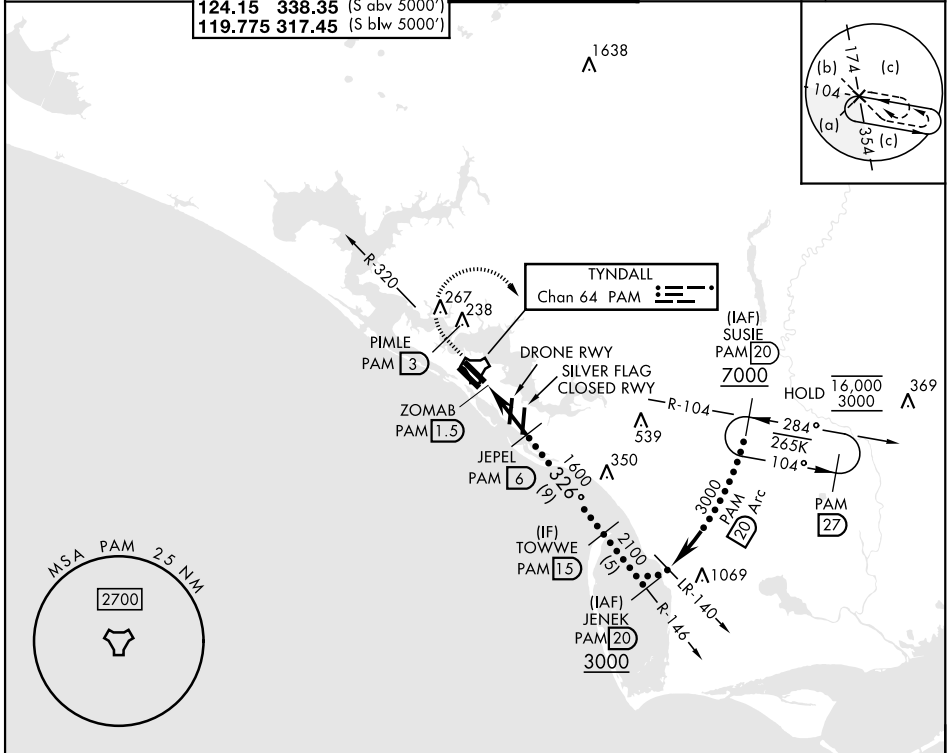 124.15 338.35 (S abv 5000')
119.775 317.45 (S blw 5000')
1638
174
(b)
(c)
104
(a)
(c)
354
R-320
TYNDALL
Chan 64 PAM
267
238
PIMLE
PAM 3
DRONE RWY
SILVER FLAG
CLOSED RWY
(IAF)
SUSIE
PAM 20
7000
HOLD
16,000
3000
369
ZOMAB
PAM 1.5
R-104
284°
265K
104°
539
JEPEL
PAM 6
1600
326°
(9)
350
3000
PAM
20 Arc
PAM
27
(IF)
TOWWE
PAM 15
2100
(5)
1069
LR-140
R-146
(IAF)
JENEK
PAM 20
3000
MSA PAM 25 NM
2700